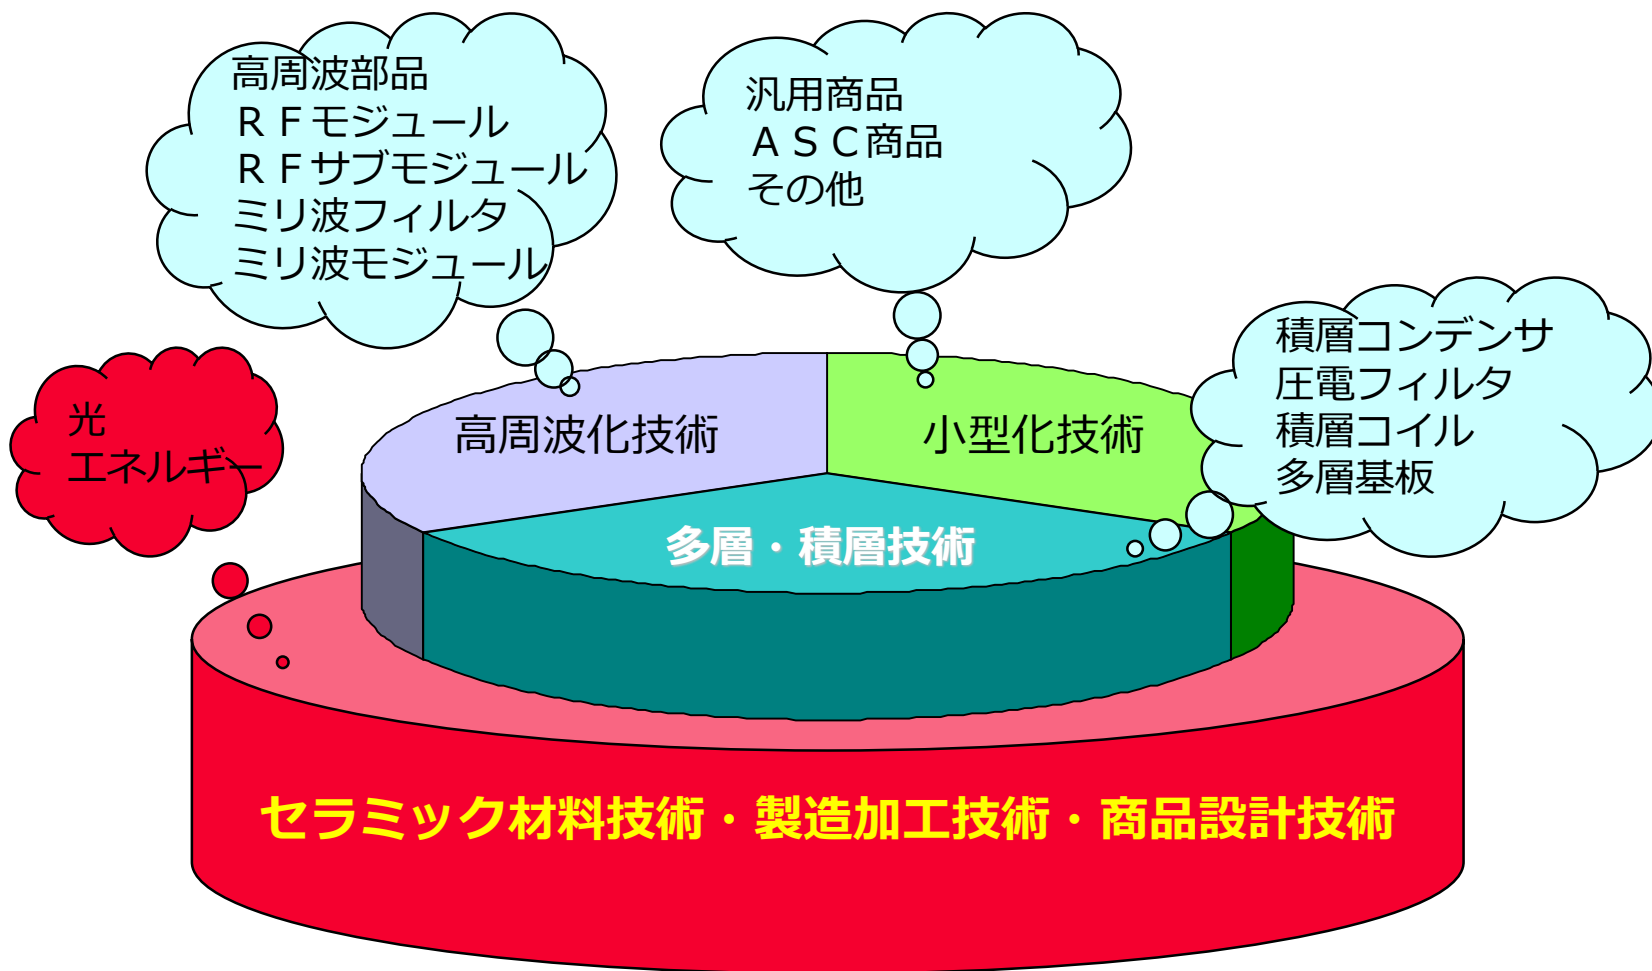 高周波部品
ＲＦモジュール
ＲＦサブモジュール
ミリ波フィルタ
ミリ波モジュール
汎用商品
ＡＳＣ商品
その他
積層コンデンサ
圧電フィルタ
積層コイル
多層基板
光
エネルギー
高周波化技術
小型化技術
多層・積層技術
セラミック材料技術・製造加工技術・商品設計技術